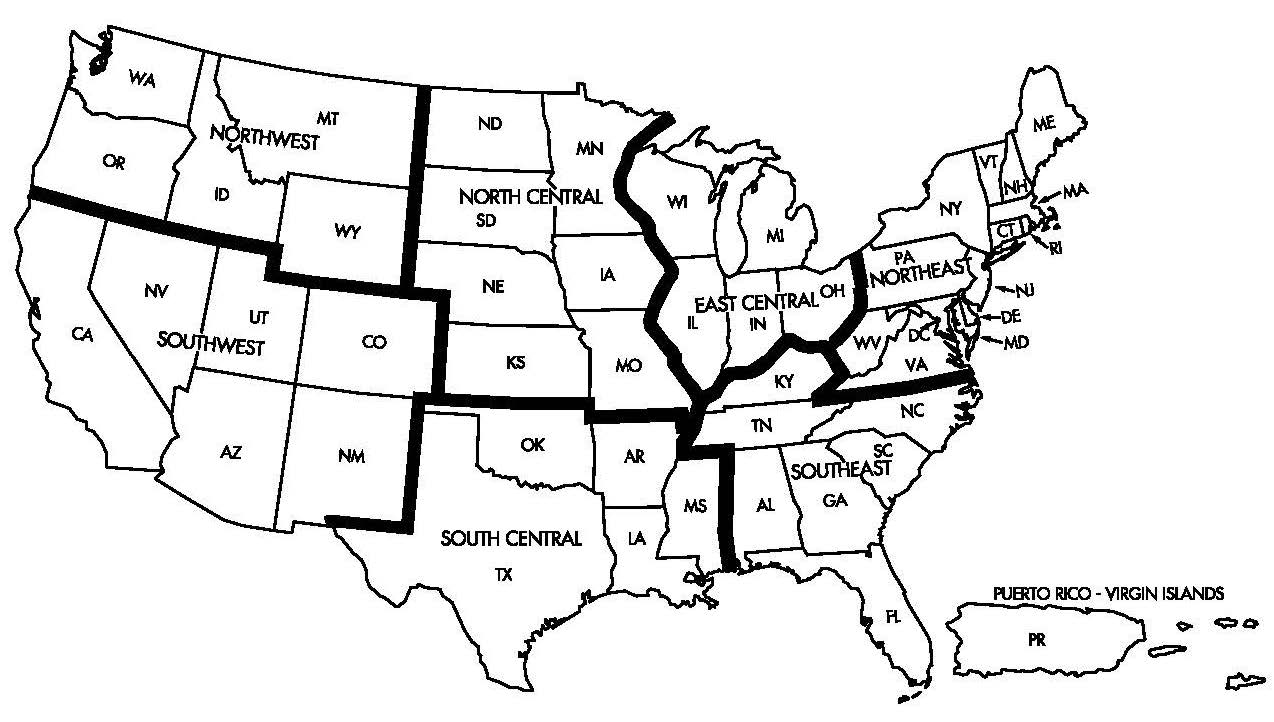 WA
MT
ND
MN
ME
OR
NORTHWEST
VT
NH
MA
ID
NORTH CENTRAL
SD
WI
NY
WY
MI
CT
RI
PA
NORTHEAST
NV
NE
IA
EAST CENTRAL
OH
NJ
UT
IL
IN
DE
CA
SOUTHWEST
CO
WV
DC
MD
KS
MO
KY
VA
NC
TN
AZ
NM
OK
AR
SC
SOUTHEAST
MS
AL
GA
SOUTH CENTRAL
LA
TX
PUERTO RICO - VIRGIN ISLANDS
FL
PR